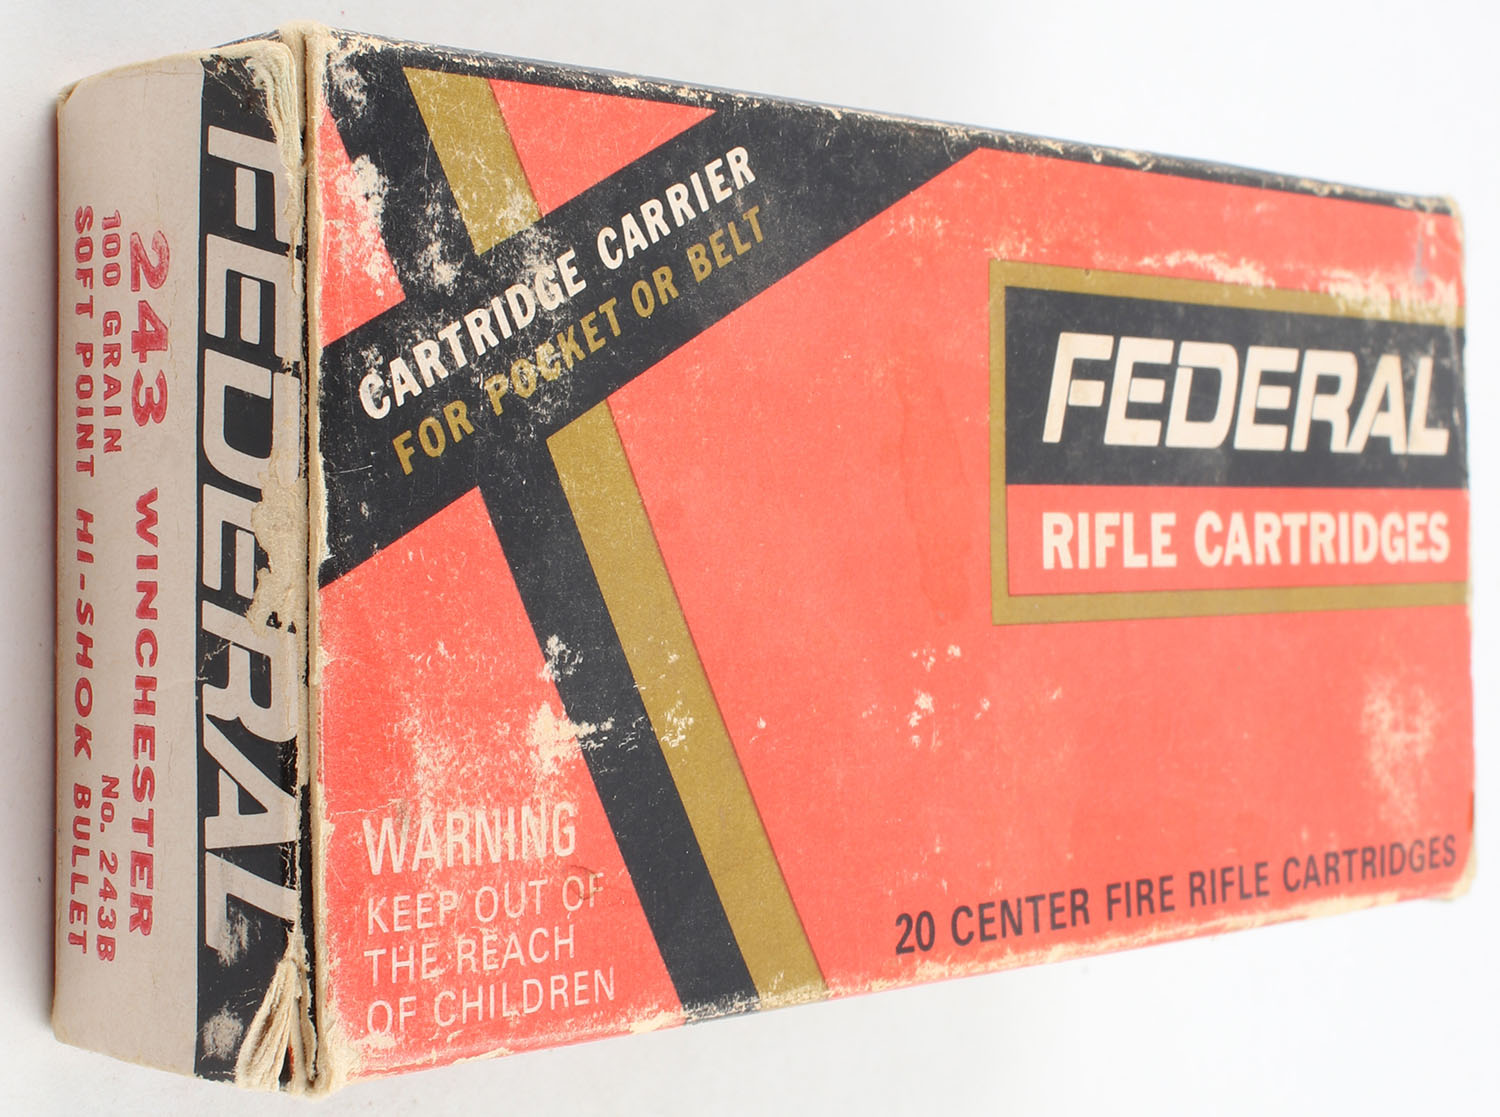 CARTRIDGE CARRIER
FOR POCKET OR BELT
FEDERAL
RIFLE CARTRIDGES
WARNING
KEEP OUT OF
THE REACH
OF CHILDREN
20 CENTER FIRE RIFLE CARTRIDGES
FEDERAL
243 WINCHESTER
100 GRAIN No. 243B
SOFT POINT HI-SHOK BULLET